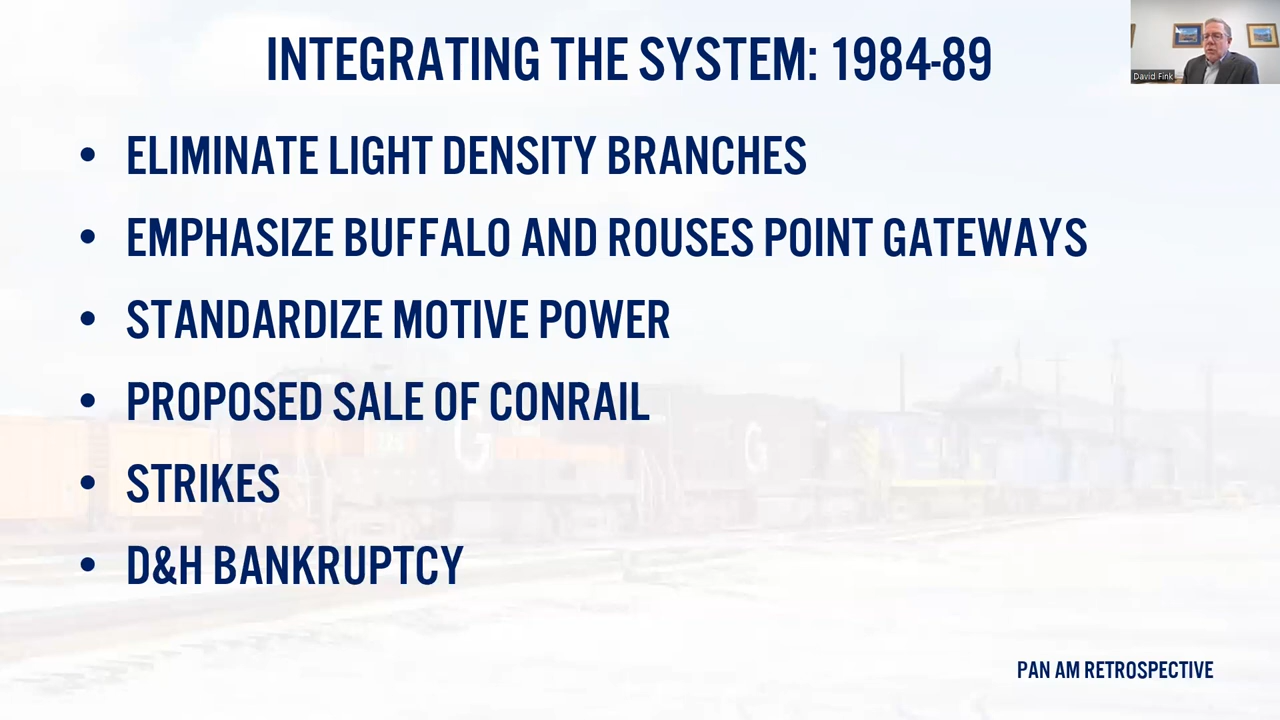 INTEGRATING THE SYSTEM: 1984-89
David Fink
• ELIMINATE LIGHT DENSITY BRANCHES
• EMPHASIZE BUFFALO AND ROUSES POINT GATEWAYS
• STANDARDIZE MOTIVE POWER
• PROPOSED SALE OF CONRAIL
G G
• STRIKES
• D&H BANKRUPTCY
PAN AM RETROSPECTIVE